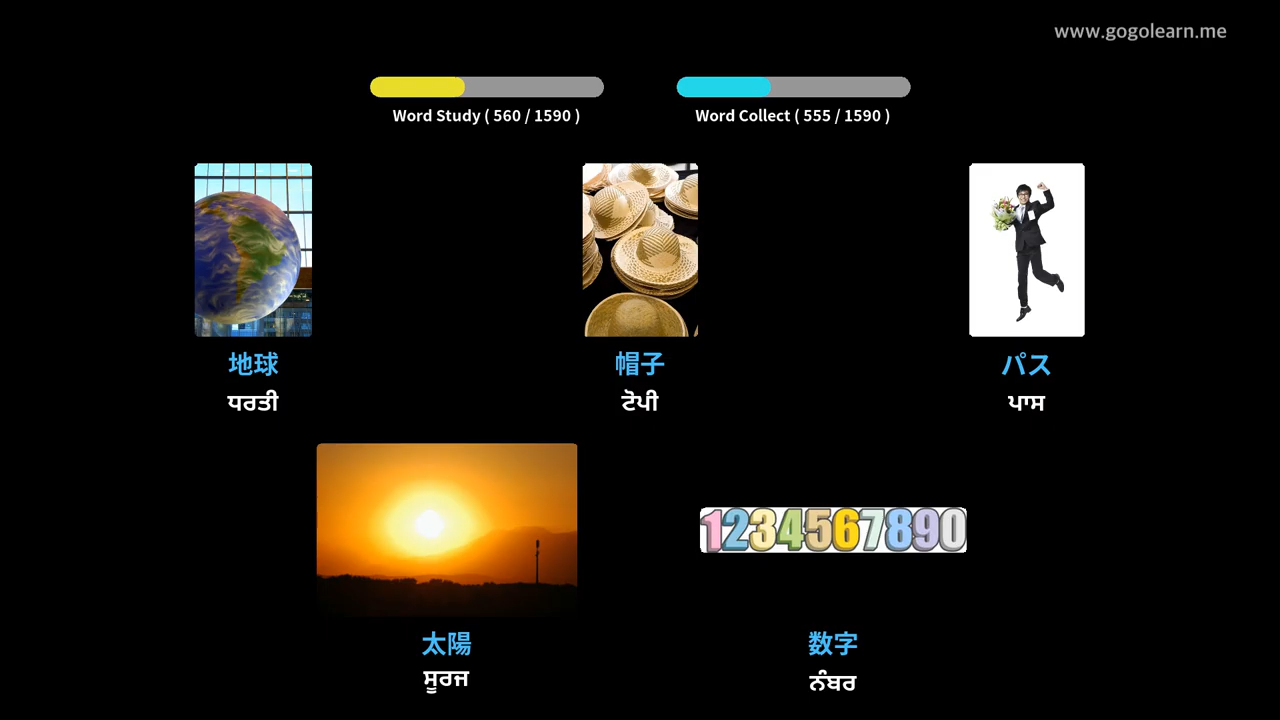 www.gogolearn.me
Word Study ( 560 / 1590 )
Word Collect ( 555 / 1590 )
地球
ਧਰਤੀ
帽子
ਟੋਪੀ
パス
ਪਾਸ
1234567890
太陽
ਸੂਰਜ
数字
ਨੰਬਰ